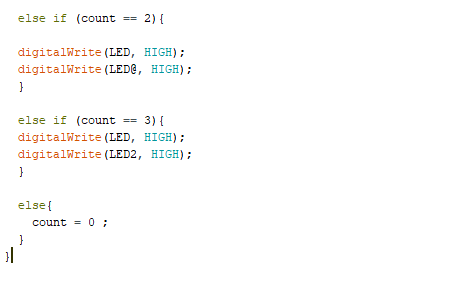 else if (count == 2){
digitalWrite(LED, HIGH);
digitalWrite(LED@, HIGH);
}
else if (count == 3){
digitalWrite(LED, HIGH);
digitalWrite(LED2, HIGH);
}
else{
count = 0 ;
}
}